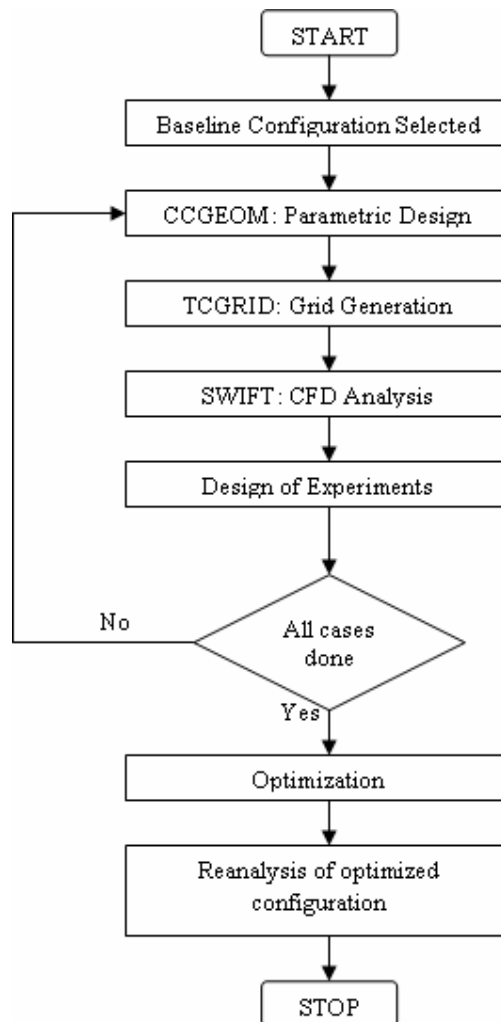 START
Baseline Configuration Selected
CCGEOM: Parametric Design
TCGRID: Grid Generation
SWIFT: CFD Analysis
Design of Experiments
No
All cases
done
Yes
Optimization
Reanalysis of optimized
configuration
STOP